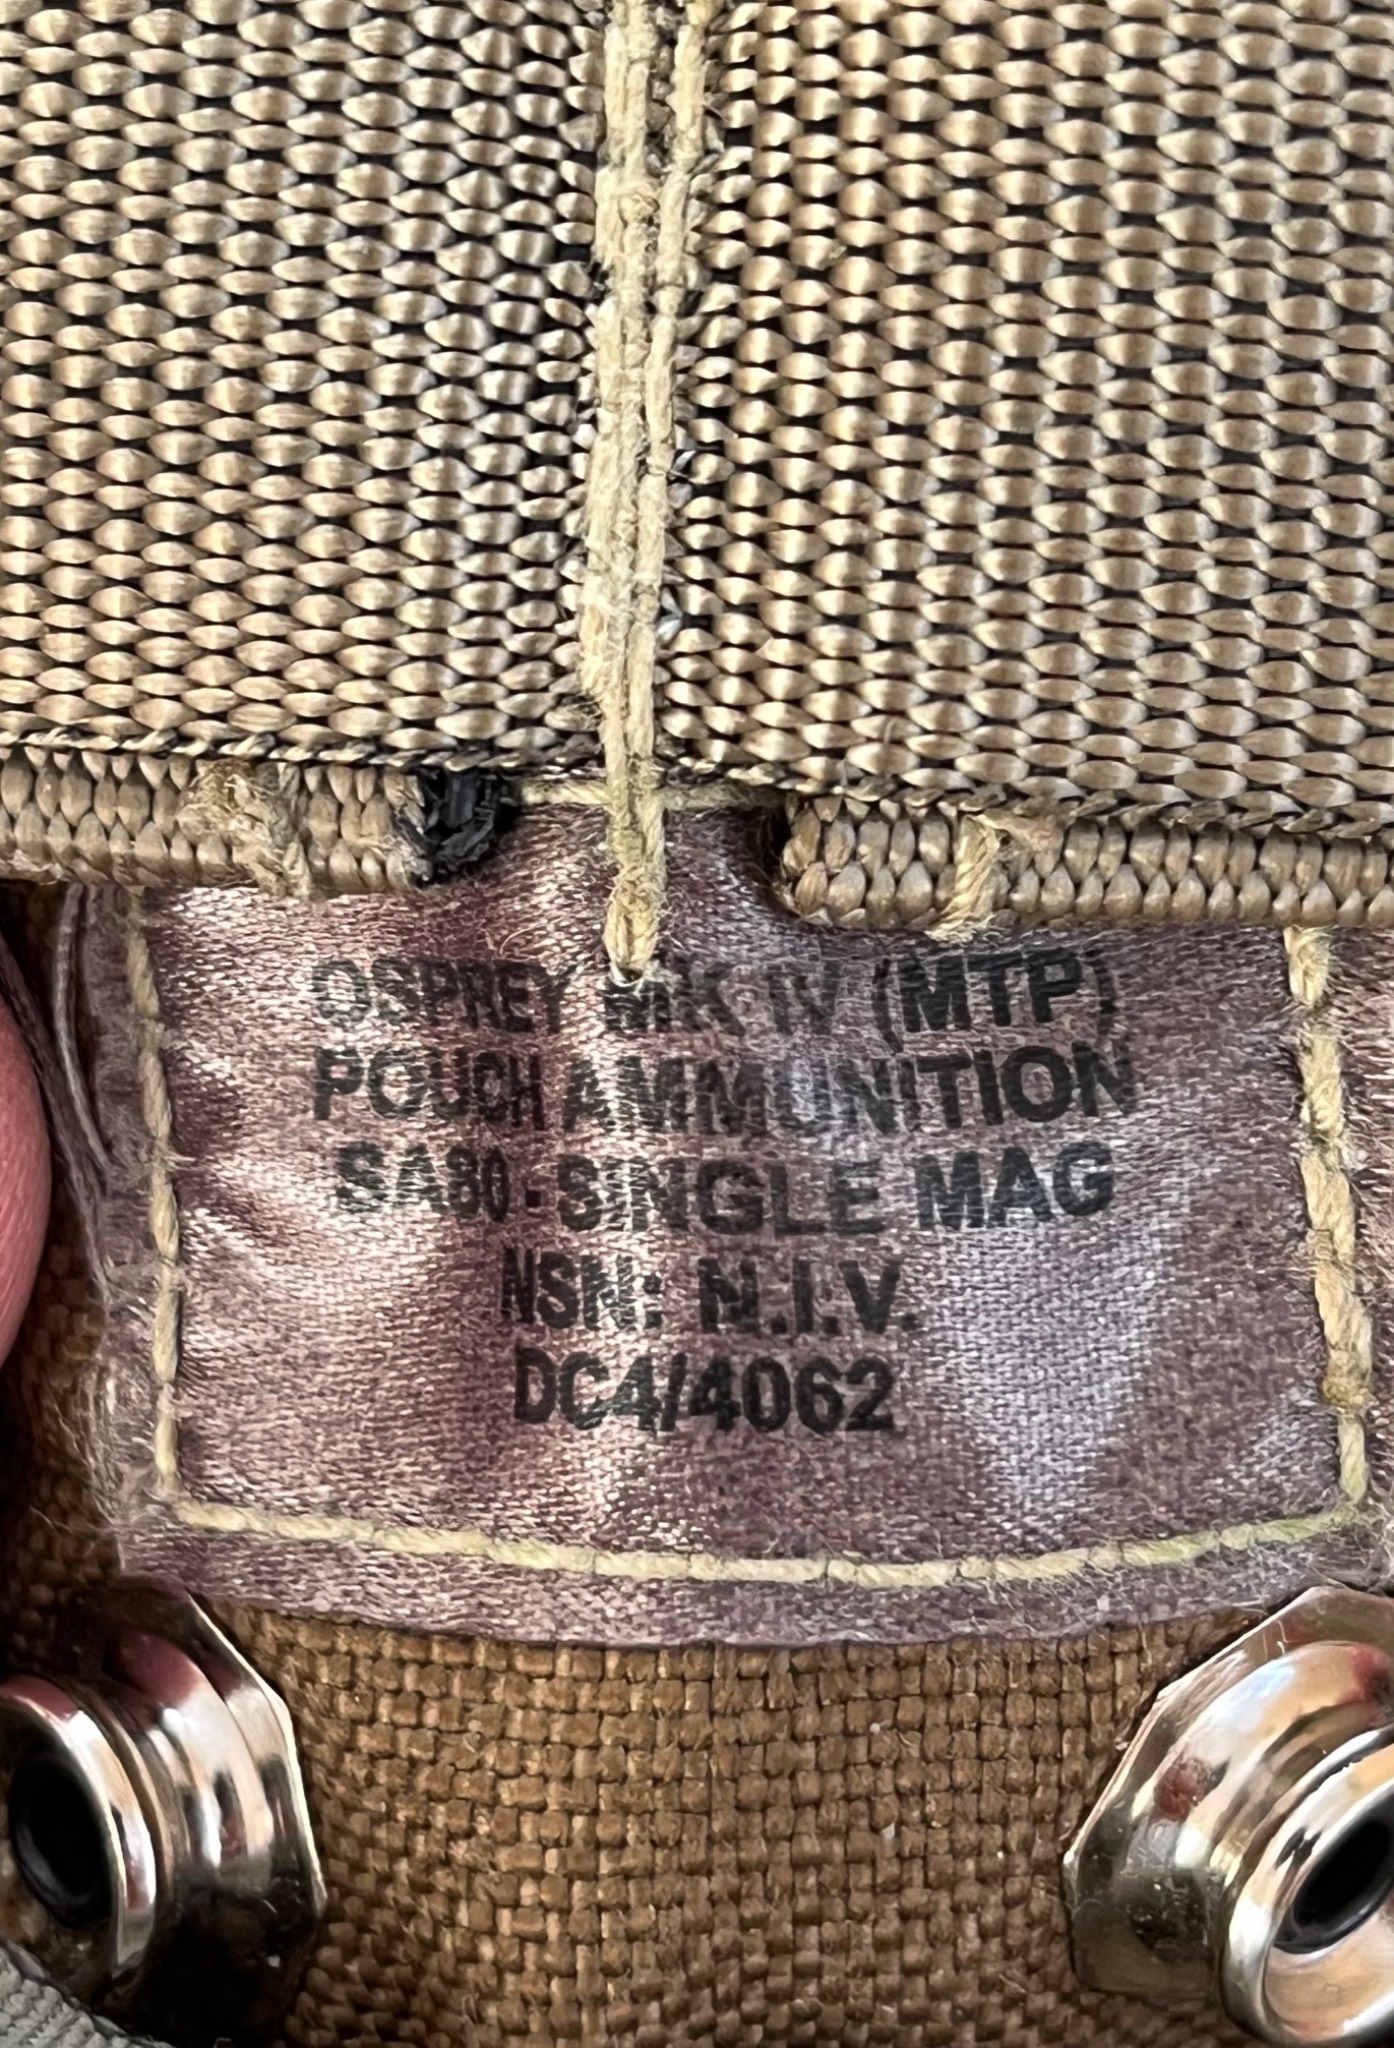 OSPREY MK IV (MTP)
POUCH AMMUNITION
SA80 - SINGLE MAG
NSN: N.I.V.
DC4/4062